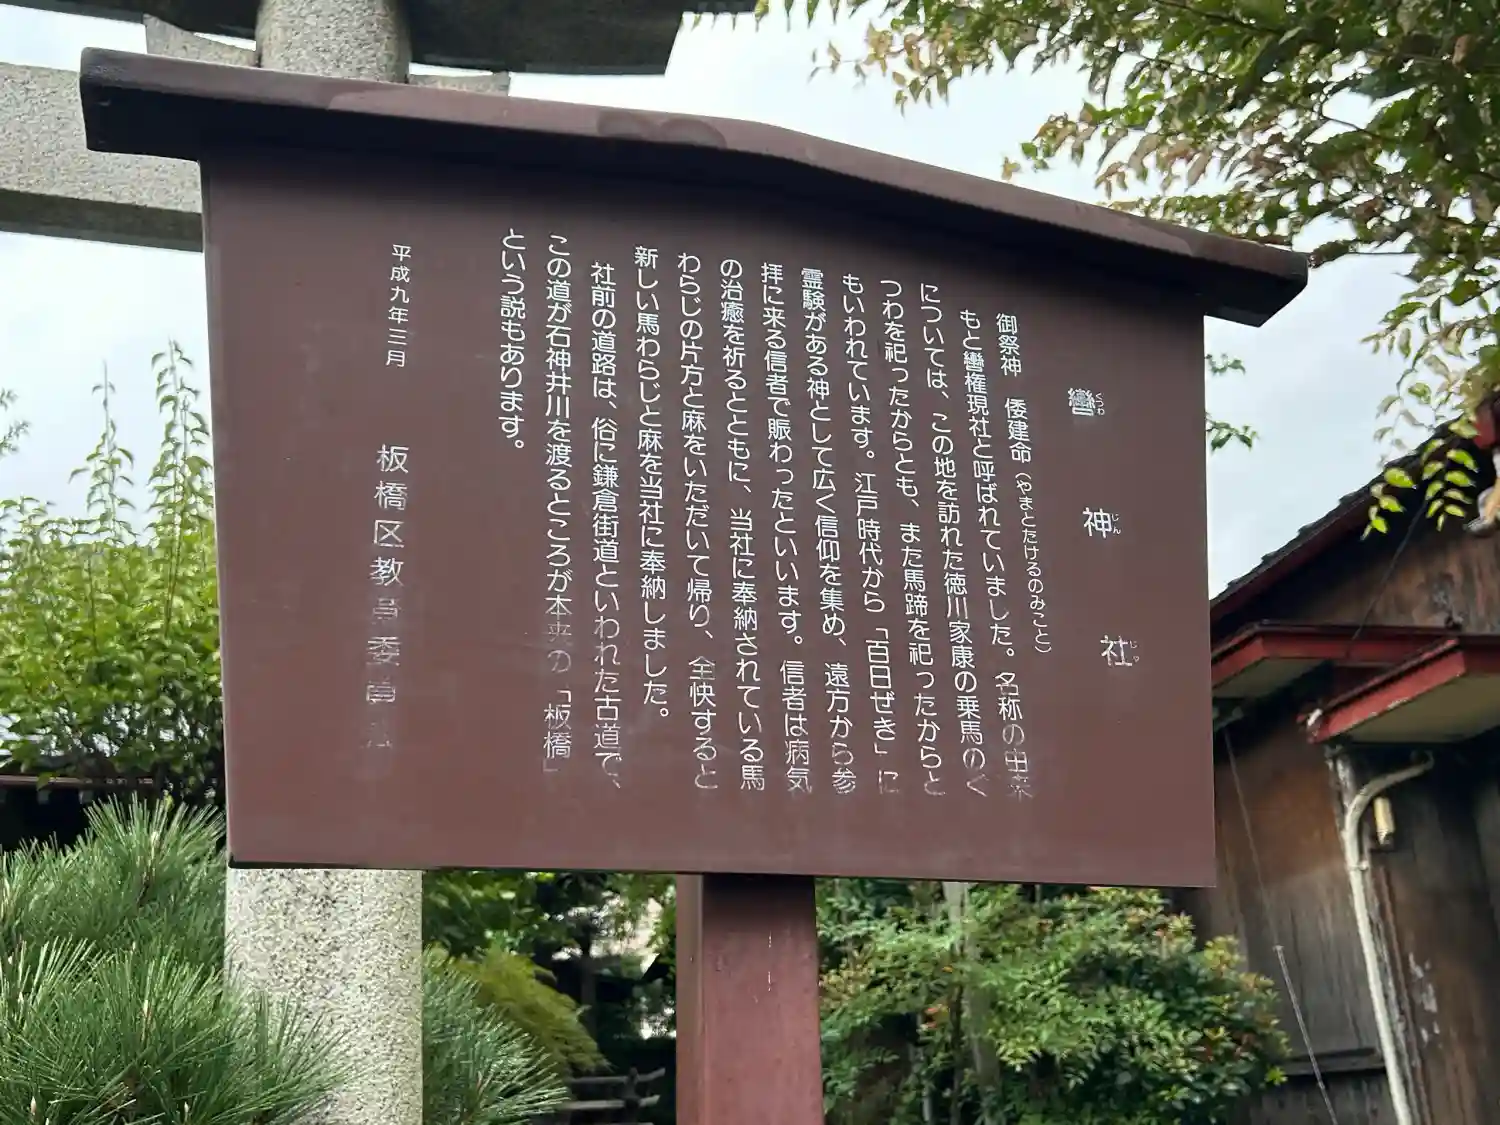 轡神社
くつわじんじゃ
御祭神　倭建命（やまとたけるのみこと）
もと轡権現社と呼ばれていました。名称の由来
については、この地を訪れた徳川家康の乗馬のく
つわを祀ったからとも、また馬蹄を祀ったからと
もいわれています。江戸時代から「百日ぜき」に
霊験がある神として広く信仰を集め、遠方から参
拝に来る信者で賑わったといいます。信者は病気
の治癒を祈るとともに、当社に奉納されている馬
わらじの片方と麻をいただいて帰り、全快すると
新しい馬わらじと麻を当社に奉納しました。
社前の道路は、俗に鎌倉街道といわれた古道で、
この道が石神井川を渡るところが本来の「板橋」
という説もあります。
平成九年三月
板橋区教育委員会